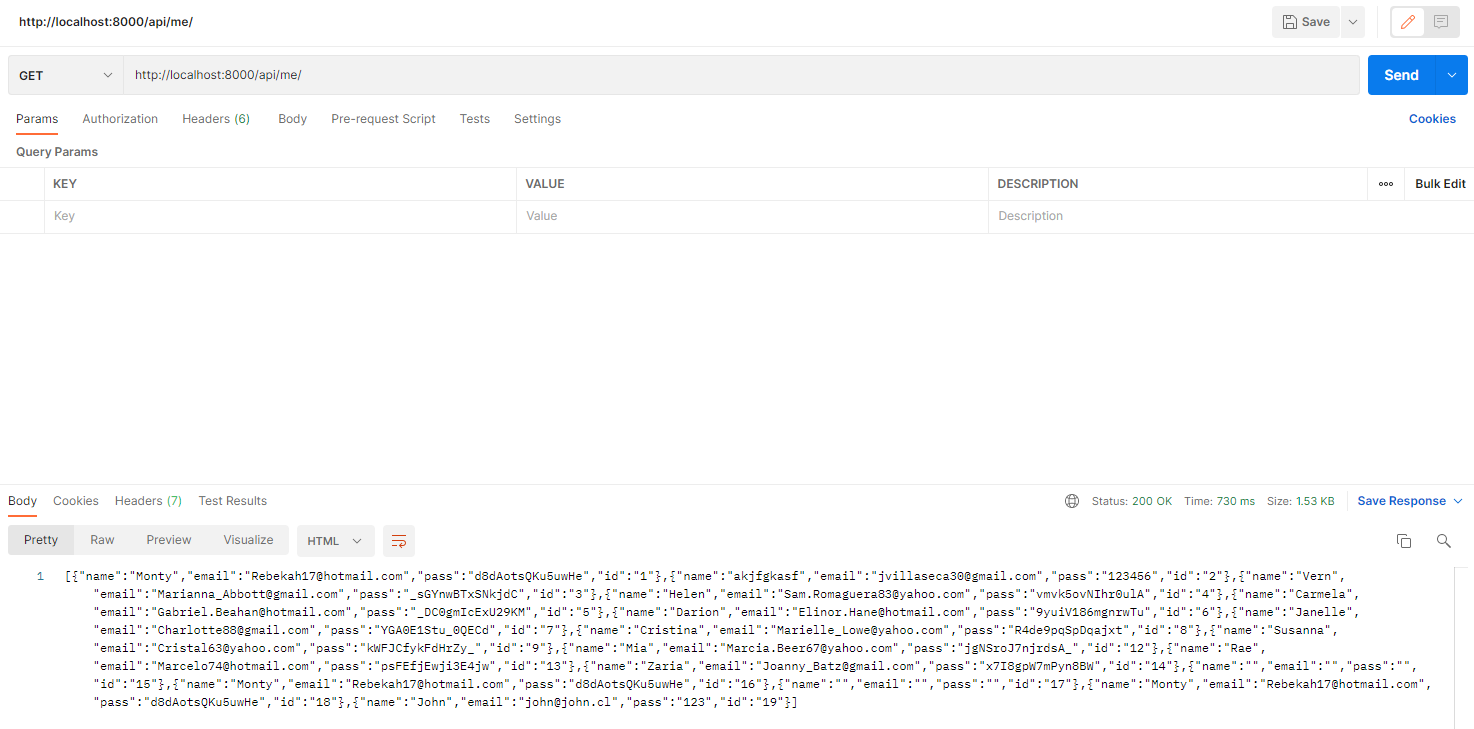 http://localhost:8000/api/me/
Save
GET
http://localhost:8000/api/me/
Send
Params Authorization Headers (6) Body Pre-request Script Tests Settings Cookies
Query Params
KEY VALUE DESCRIPTION ooo Bulk Edit
Key Value Description
Body Cookies Headers (7) Test Results Status: 200 OK Time: 730 ms Size: 1.53 KB Save Response
Pretty Raw Preview Visualize HTML
1 [{"name":"Monty","email":"Rebekah17@hotmail.com","pass":"d8dAotsQKu5uwHe","id":"1"},{"name":"akjfgkasf","email":"jvillaseca30@gmail.com","pass":"123456","id":"2"},{"name":"Vern",
"email":"Marianna_Abbott@gmail.com","pass":"_sGYnwBTxSNkjdC","id":"3"},{"name":"Helen","email":"Sam.Romaguera83@yahoo.com","pass":"vmvk5ovNIhr0ulA","id":"4"},{"name":"Carmela",
"email":"Gabriel.Beahan@hotmail.com","pass":"_DC0gmIcExU29KM","id":"5"},{"name":"Darion","email":"Elinor.Hane@hotmail.com","pass":"9yuiV186mgnrwTu","id":"6"},{"name":"Janelle",
"email":"Charlotte88@gmail.com","pass":"YGA0E1Stu_0QECd","id":"7"},{"name":"Cristina","email":"Marielle_Lowe@yahoo.com","pass":"R4de9pqSpDqajxt","id":"8"},{"name":"Susanna",
"email":"Cristal63@yahoo.com","pass":"kWFJCfykFdHrZy_","id":"9"},{"name":"Mia","email":"Marcia.Beer67@yahoo.com","pass":"jgNSroJ7njrdsA_","id":"12"},{"name":"Rae",
"email":"Marcelo74@hotmail.com","pass":"psFEfjEwji3E4jw","id":"13"},{"name":"Zaria","email":"Joanny_Batz@gmail.com","pass":"x7I8gpW7mPyn8BW","id":"14"},{"name":"","email":"","pass":"",
"id":"15"},{"name":"Monty","email":"Rebekah17@hotmail.com","pass":"d8dAotsQKu5uwHe","id":"16"},{"name":"","email":"","pass":"","id":"17"},{"name":"Monty","email":"Rebekah17@hotmail.com",
"pass":"d8dAotsQKu5uwHe","id":"18"},{"name":"John","email":"john@john.cl","pass":"123","id":"19"}]